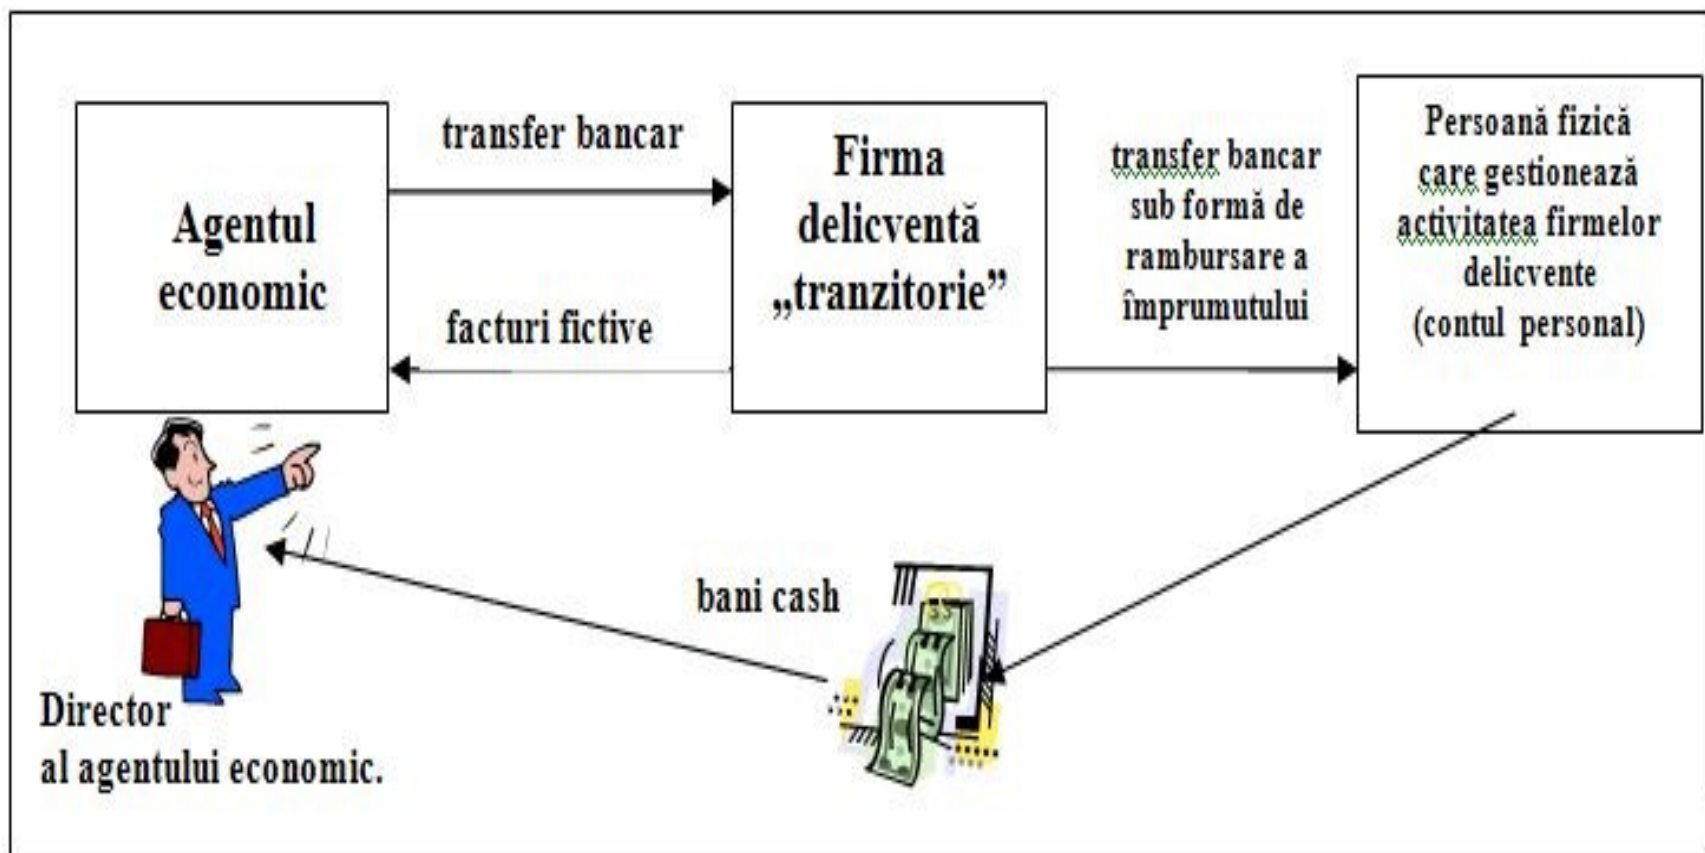 Agentul
economic
transfer bancar
facturi fictive
Firma
delicventă
„tranzitorie”
transfer bancar
sub formă de
rambursare a
împrumutului
Persoană fizică
care gestionează
activitatea firmelor
delicvente
(contul personal)
bani cash
Director
al agentului economic.